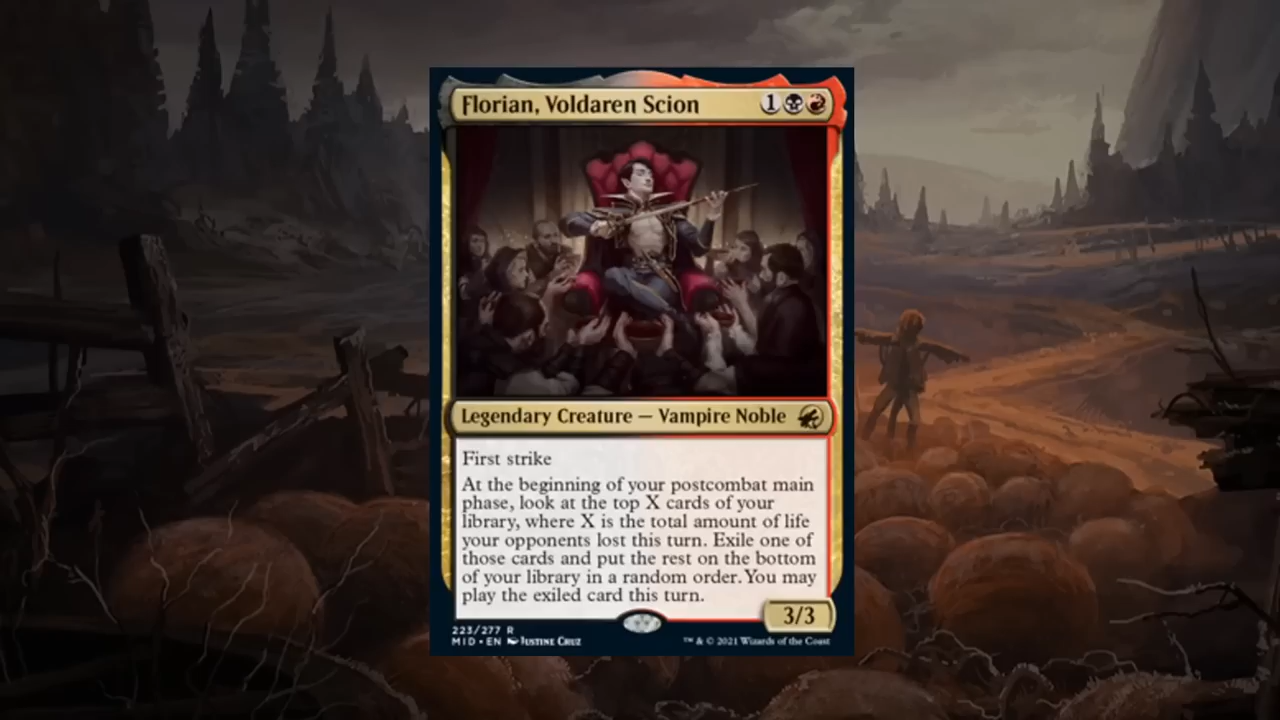 Florian, Voldaren Scion 1
Legendary Creature — Vampire Noble
First strike
At the beginning of your postcombat main
phase, look at the top X cards of your
library, where X is the total amount of life
your opponents lost this turn. Exile one of
those cards and put the rest on the bottom
of your library in a random order. You may
play the exiled card this turn.
3/3
223/277 R
MID • EN JUSTINE CRUZ ™ & © 2021 Wizards of the Coast